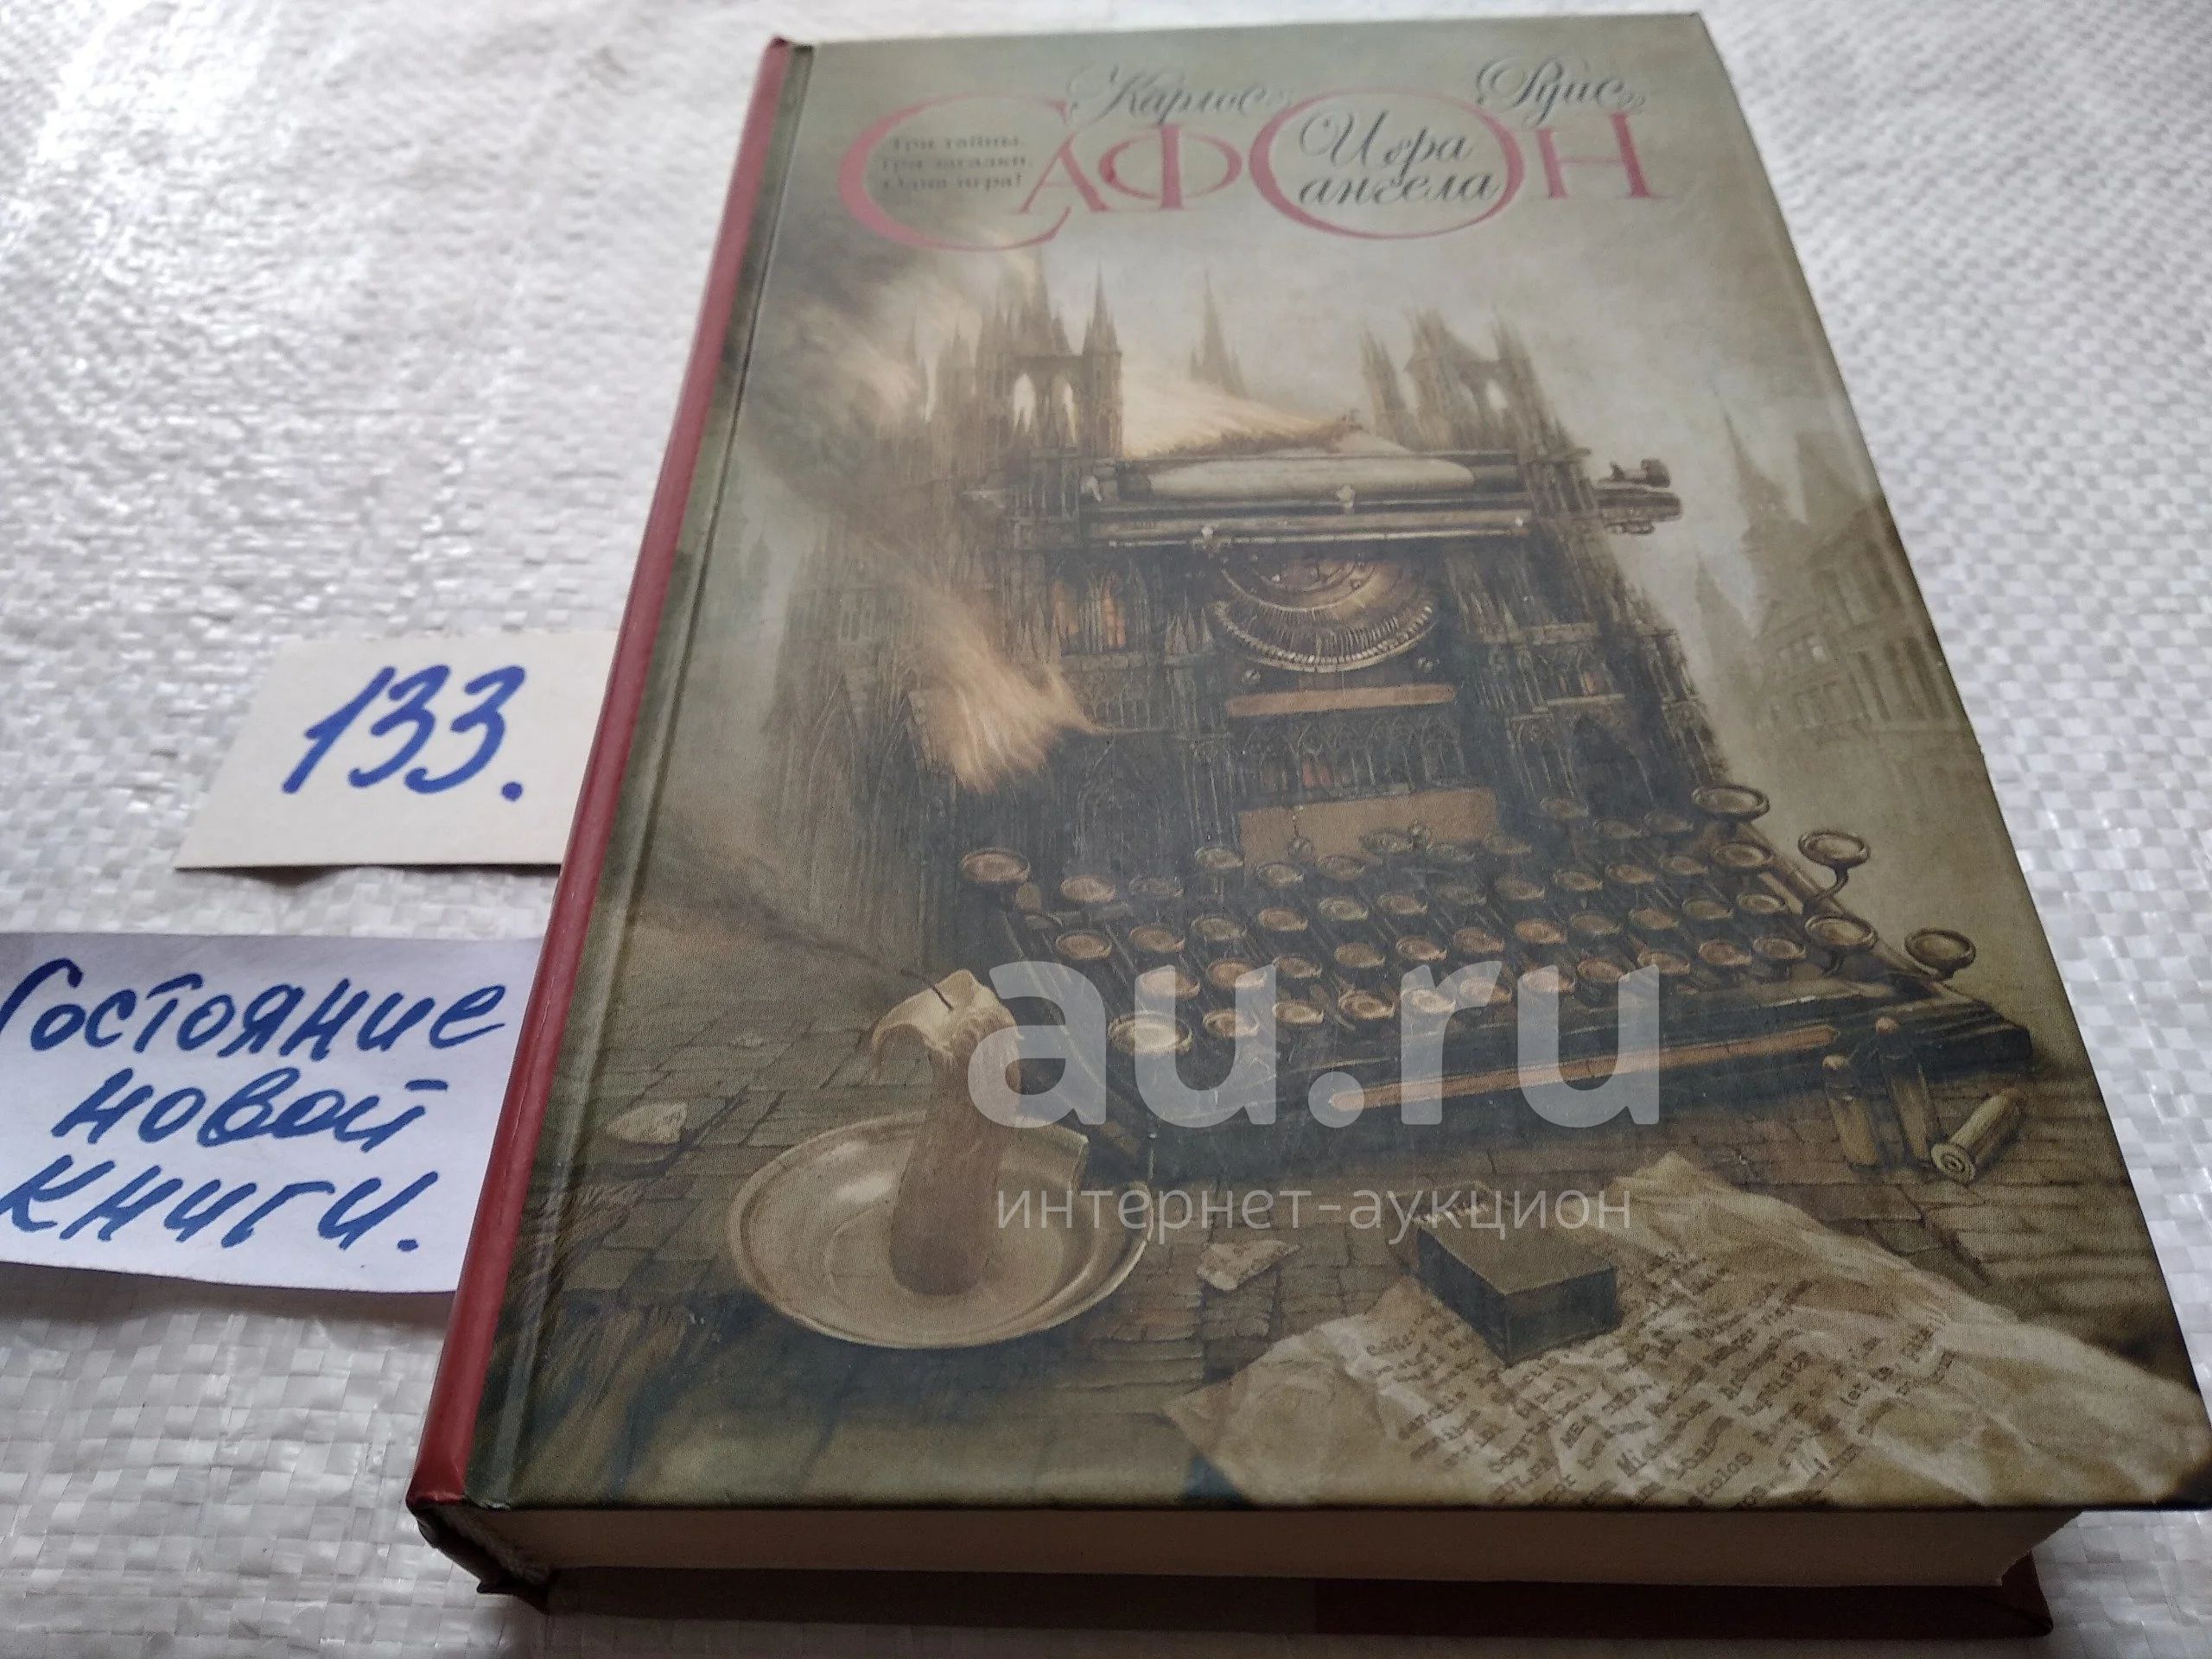 Карлос Руис
САФОН
Три тайны.
Три загадки.
Одна игра!
Игра
ангела
133.
Состояние
новой
книги.
au.ru
интернет-аукцион